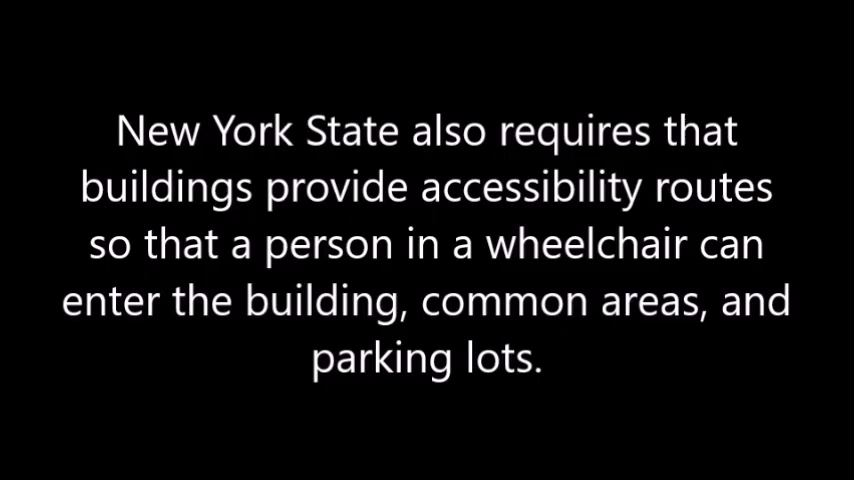 New York State also requires that
buildings provide accessibility routes
so that a person in a wheelchair can
enter the building, common areas, and
parking lots.